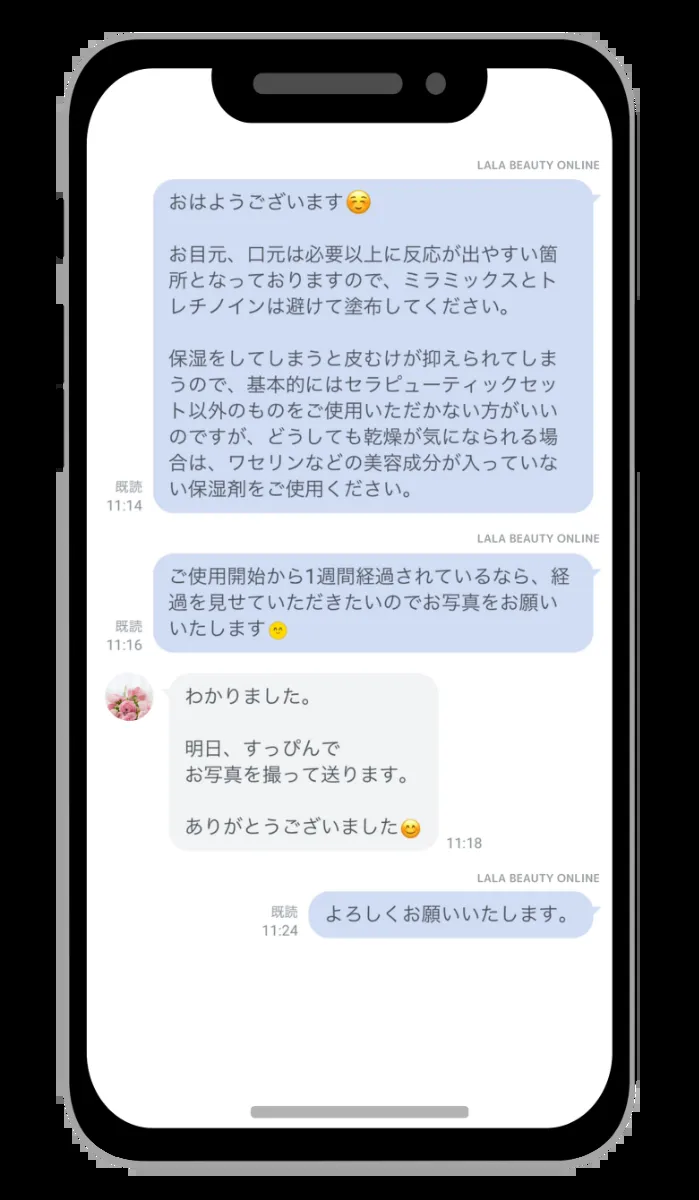 LALA BEAUTY ONLINE
おはようございます☺️
お目元、口元は必要以上に反応が出やすい箇
所となっておりますので、ミラミックスとト
レチノインは避けて塗布してください。
保湿をしてしまうと皮むけが抑えられてしま
うので、基本的にはセラピューティックセッ
ト以外のものをご使用いただかない方がいい
のですが、どうしても乾燥が気になられる場
合は、ワセリンなどの美容成分が入っていな
い保湿剤をご使用ください。
既読
11:14
LALA BEAUTY ONLINE
ご使用開始から1週間経過されているなら、経
過を見せていただきたいのでお写真をお願い
いたします🌝
既読
11:16
わかりました。
明日、すっぴんで
お写真を撮って送ります。
ありがとうございました😊
11:18
LALA BEAUTY ONLINE
よろしくお願いいたします。
既読
11:24